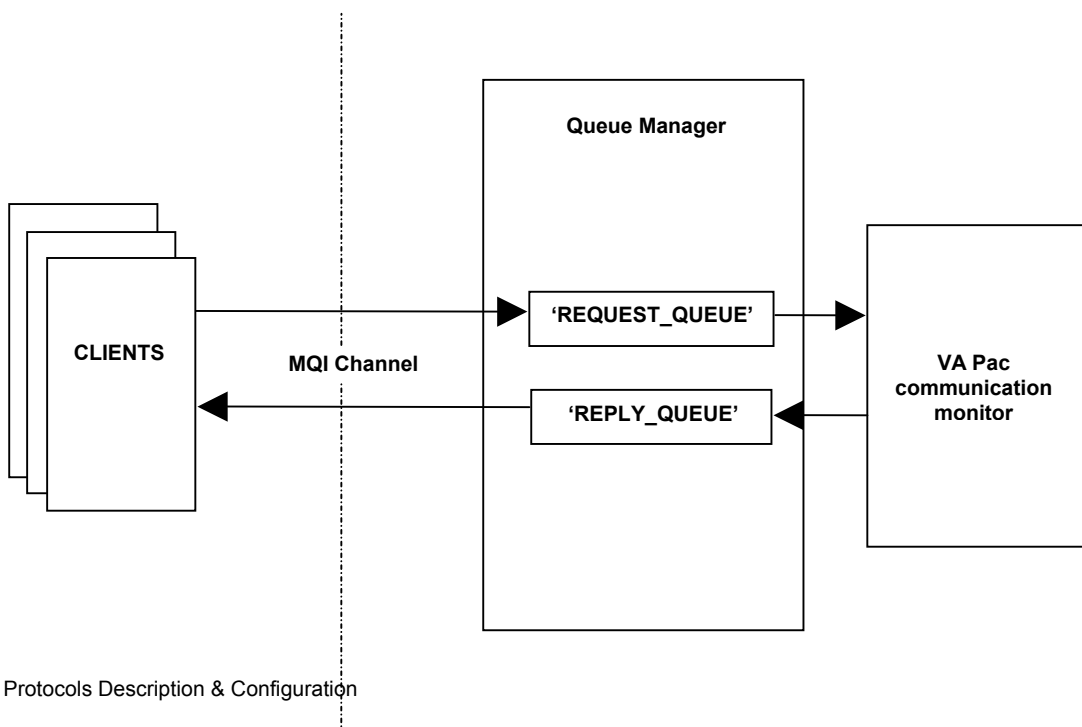 Queue Manager
‘REQUEST_QUEUE’
CLIENTS
MQI Channel
VA Pac
communication
monitor
‘REPLY_QUEUE’
Protocols Description & Configuration